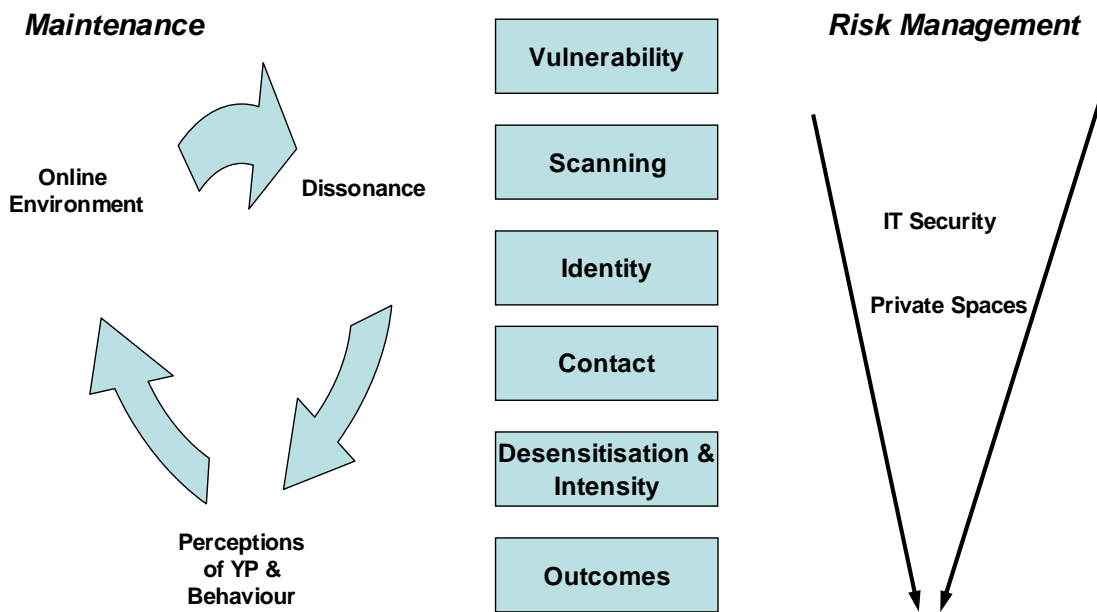 Maintenance
Online
Environment
Dissonance
Perceptions
of YP &
Behaviour
Vulnerability
Scanning
Identity
Contact
Desensitisation &
Intensity
Outcomes
Risk Management
IT Security
Private Spaces